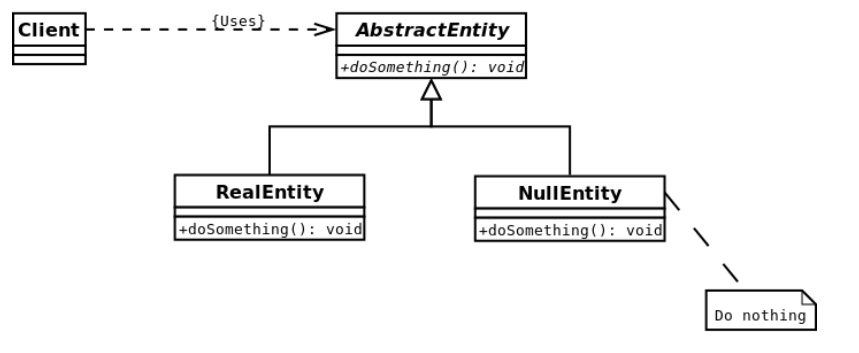 Client
{Uses}
AbstractEntity
+doSomething(): void
RealEntity
+doSomething(): void
NullEntity
+doSomething(): void
Do nothing